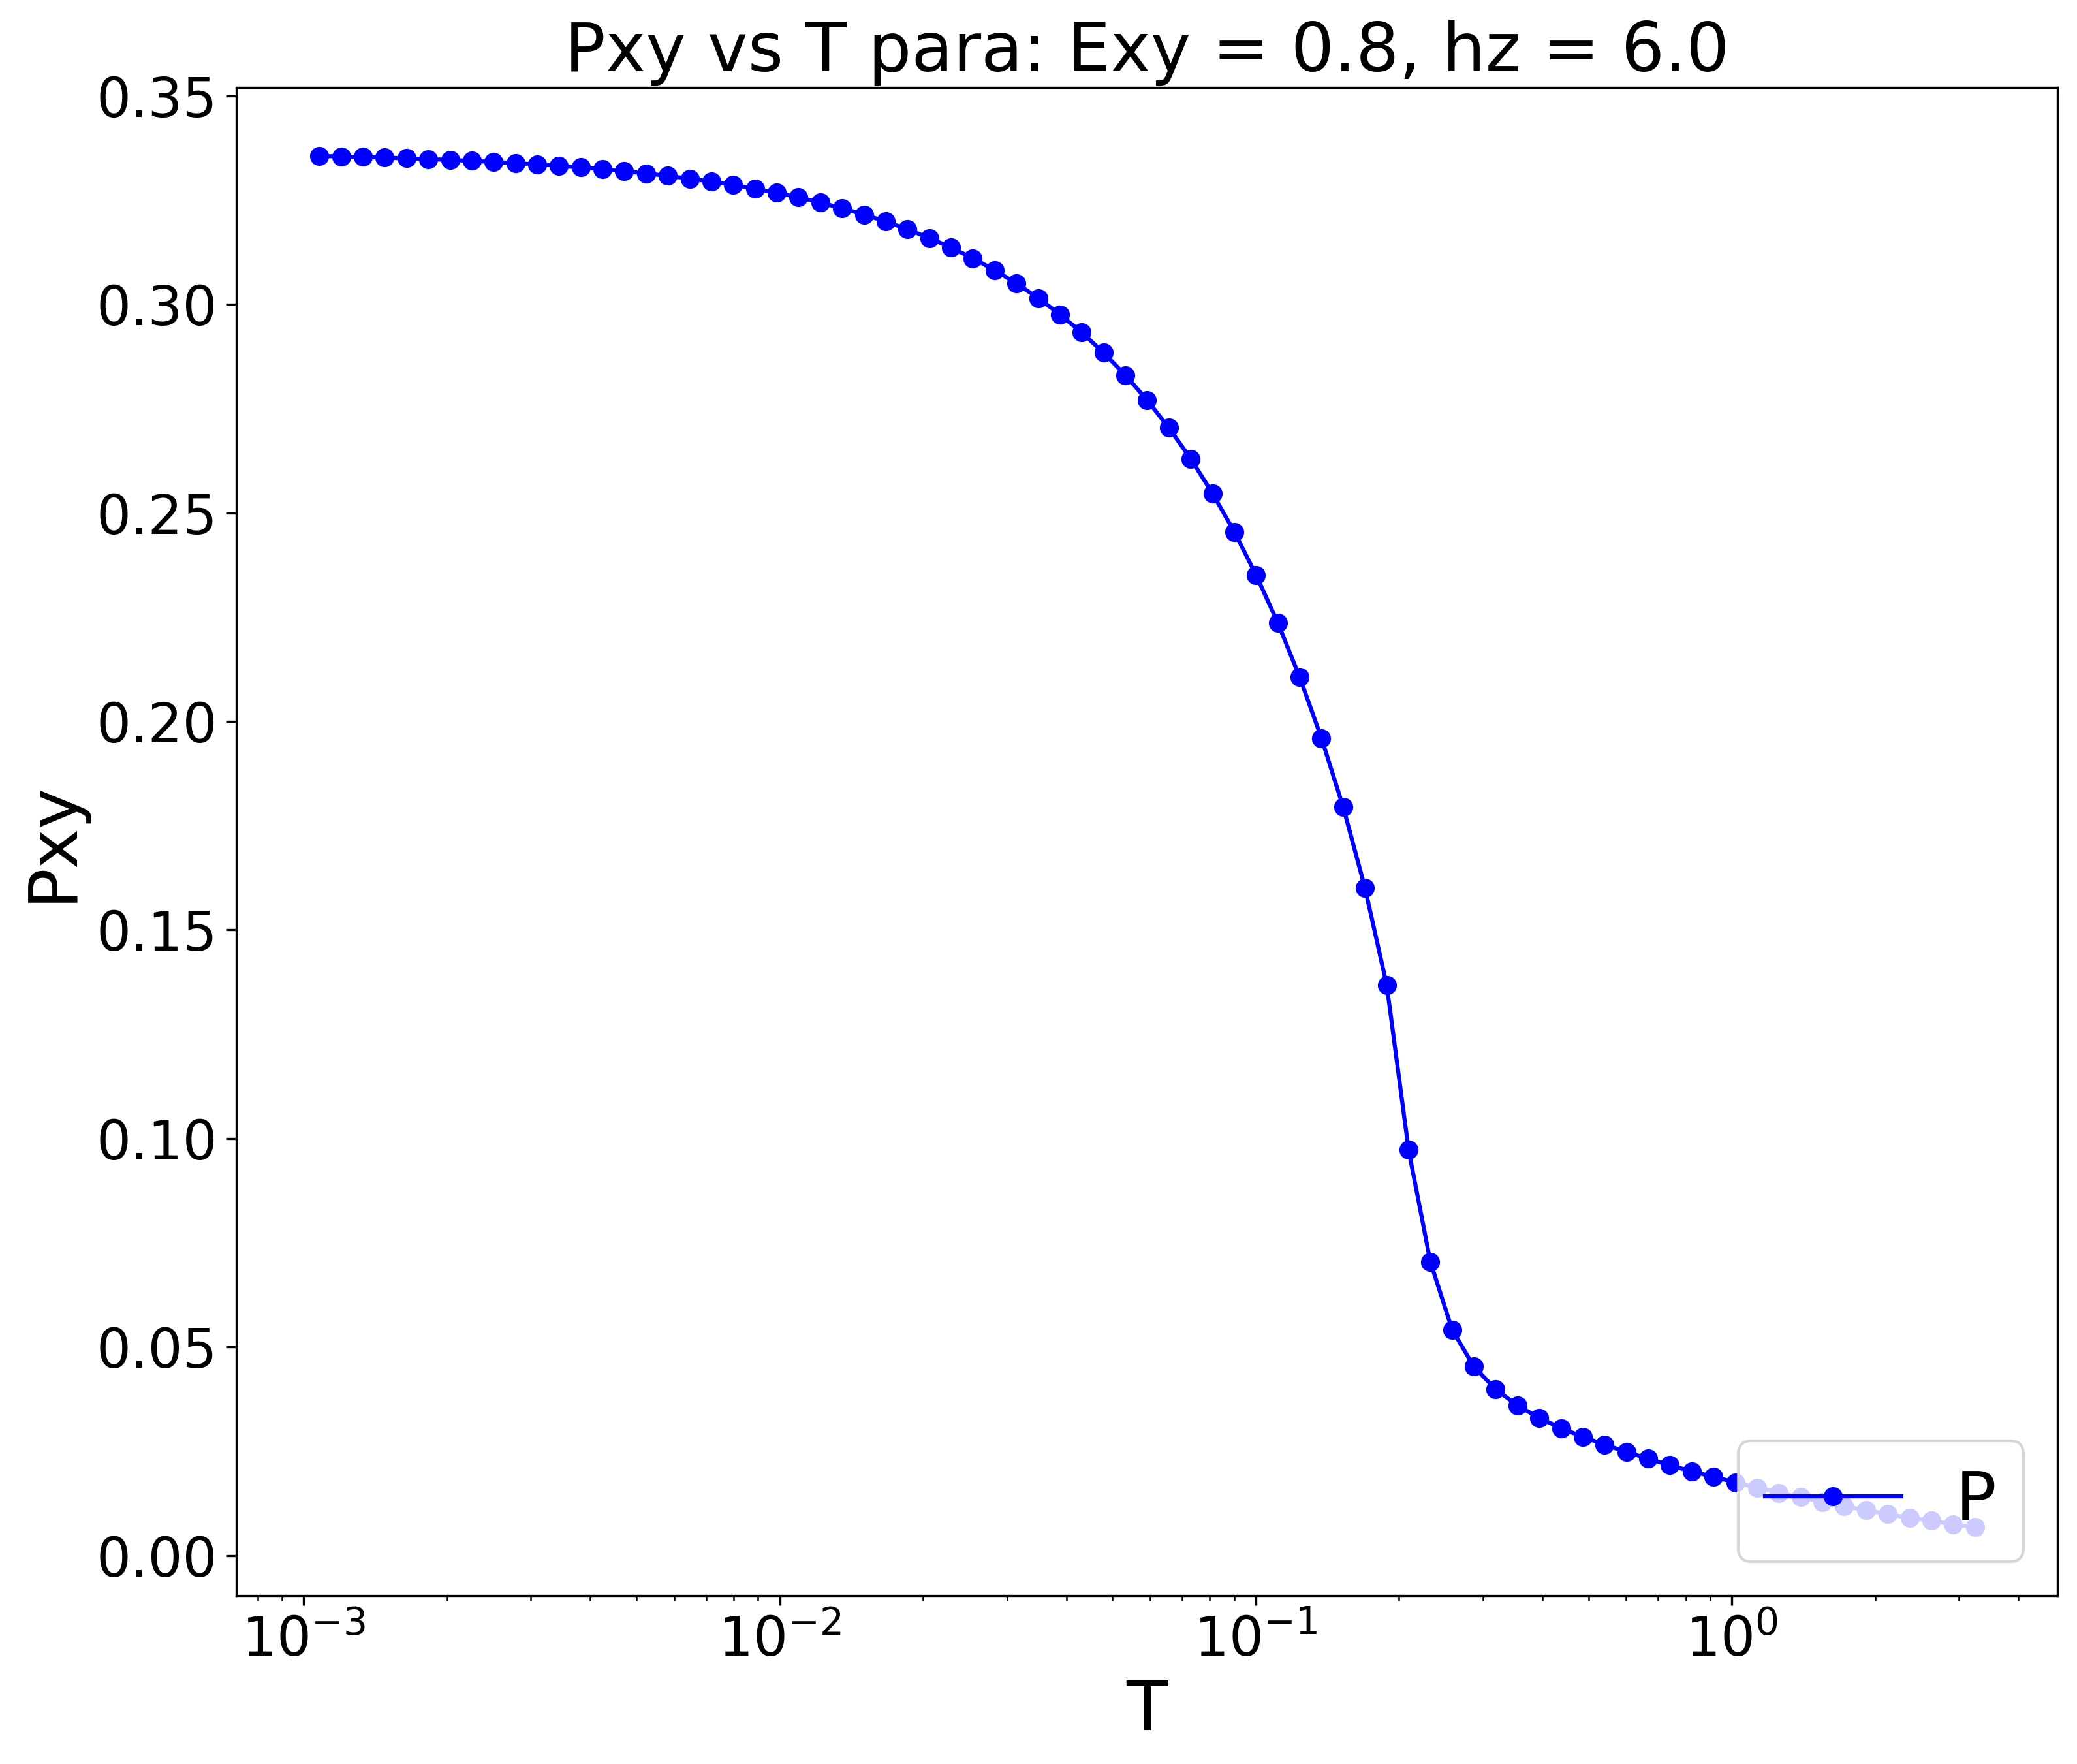 Pxy vs T para: Exy = 0.8, hz = 6.0
0.35
0.30
0.25
0.20
0.15
0.10
0.05
0.00
Pxy
P
10⁻³ 10⁻² 10⁻¹ 10⁰
T